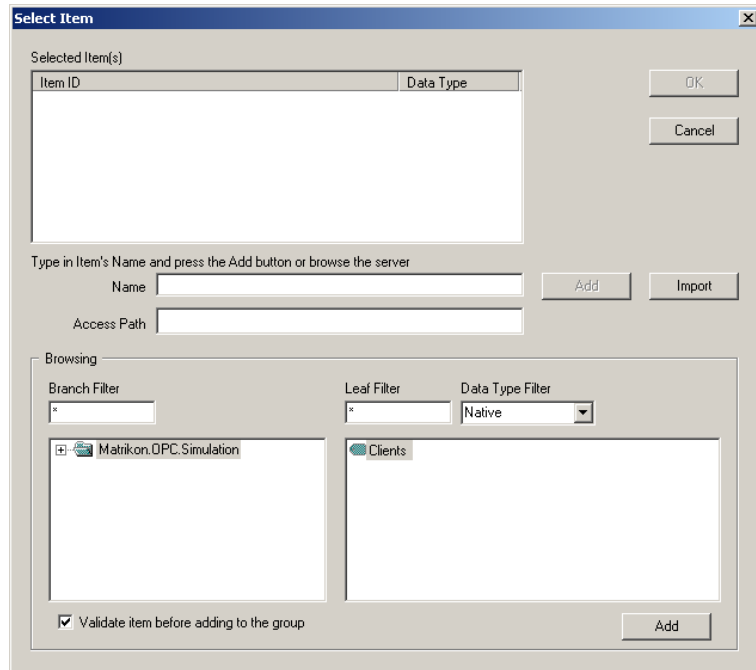 Select Item
Selected Item(s)
Item ID Data Type
OK
Cancel
Type in Item's Name and press the Add button or browse the server
Name Add Import
Access Path
Browsing
Branch Filter Leaf Filter Data Type Filter
* * Native
Matrikon.OPC.Simulation Clients
Validate item before adding to the group Add